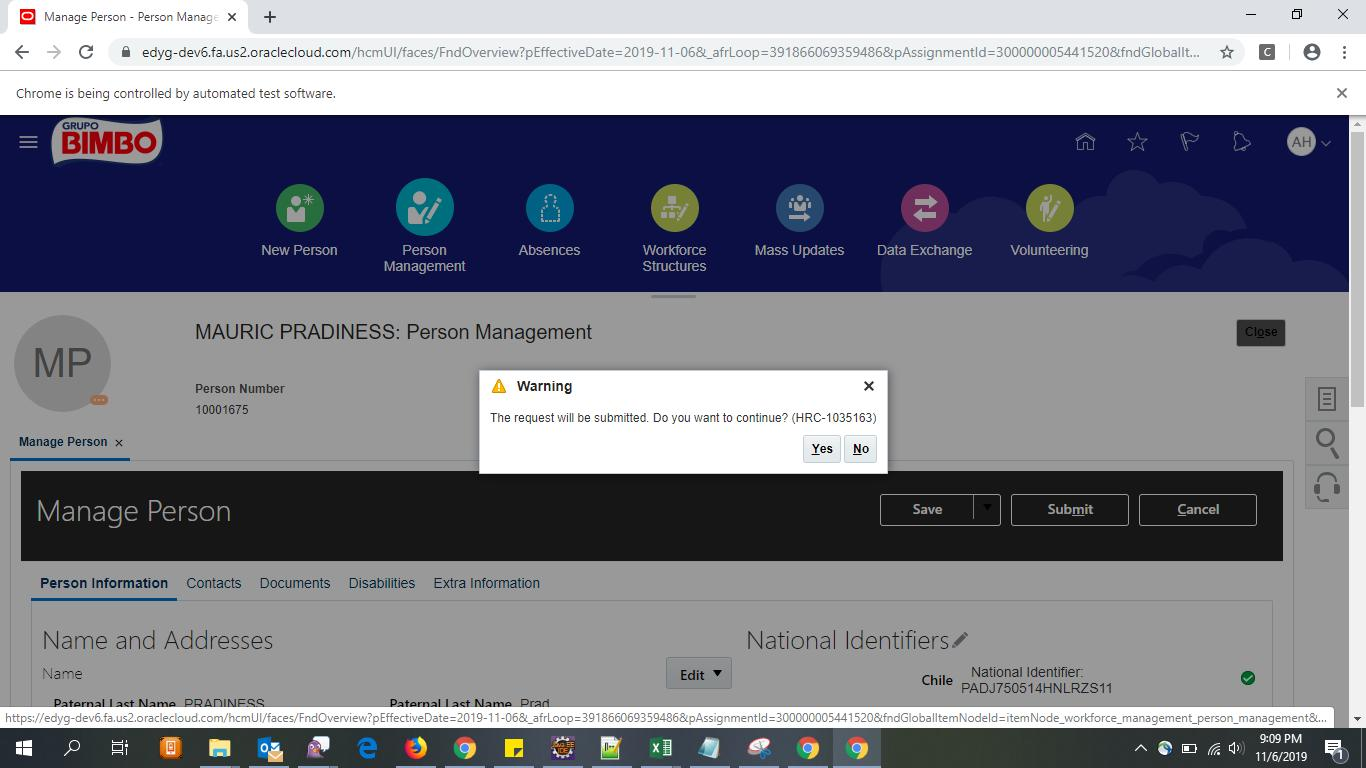 Manage Person - Person Manage
edyg-dev6.fa.us2.oraclecloud.com/hcmUI/faces/FndOverview?pEffectiveDate=2019-11-06&_afrLoop=391866069359486&pAssignmentId=300000005441520&fndGlobalIt...
C
Chrome is being controlled by automated test software.
GRUPO
BIMBO
AH
New Person
Person
Management
Absences
Workforce
Structures
Mass Updates
Data Exchange
Volunteering
MP
MAURIC PRADINESS: Person Management
Close
Person Number
10001675
Warning
The request will be submitted. Do you want to continue? (HRC-1035163)
Yes
No
Manage Person
Manage Person
Save
Submit
Cancel
Person Information
Contacts
Documents
Disabilities
Extra Information
Name and Addresses
National Identifiers
Name
Edit
Chile
National Identifier:
PADJ750514HNLRZS11
Paternal Last Name PRADINESS
Paternal Last Name Prad
https://edyg-dev6.fa.us2.oraclecloud.com/hcmUI/faces/FndOverview?pEffectiveDate=2019-11-06&_afrLoop=391866069359486&pAssignmentId=300000005441520&fndGlobalItemNodeId=itemNode_workforce_management_person_management&...
9:09 PM
11/6/2019
1